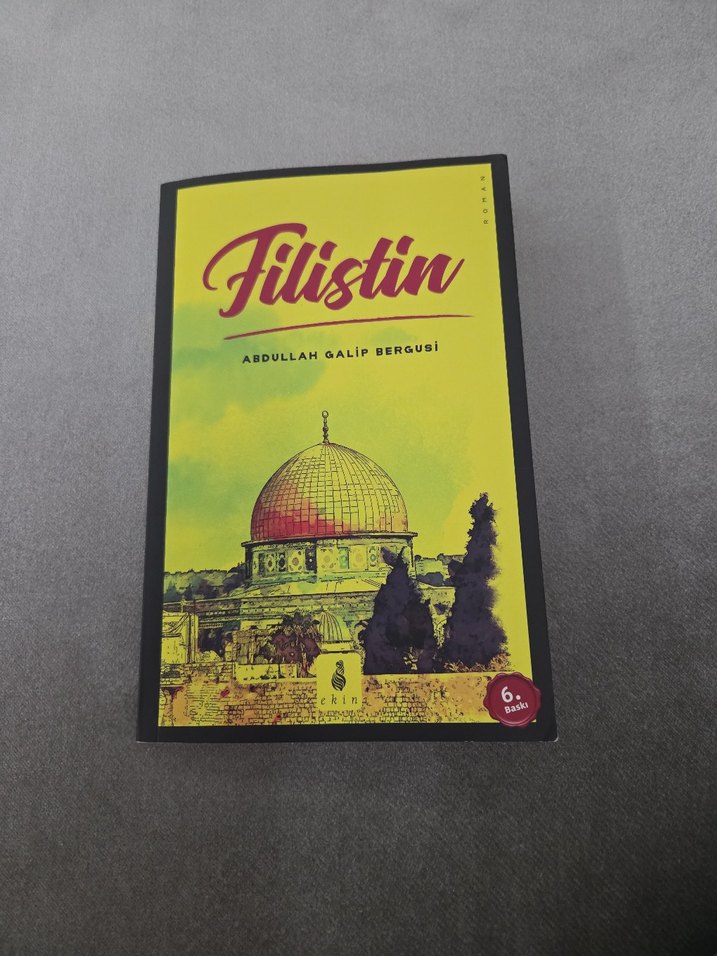 ROMAN
Filistin
ABDULLAH GALİP BERGUSİ
ekin
6.
Baskı